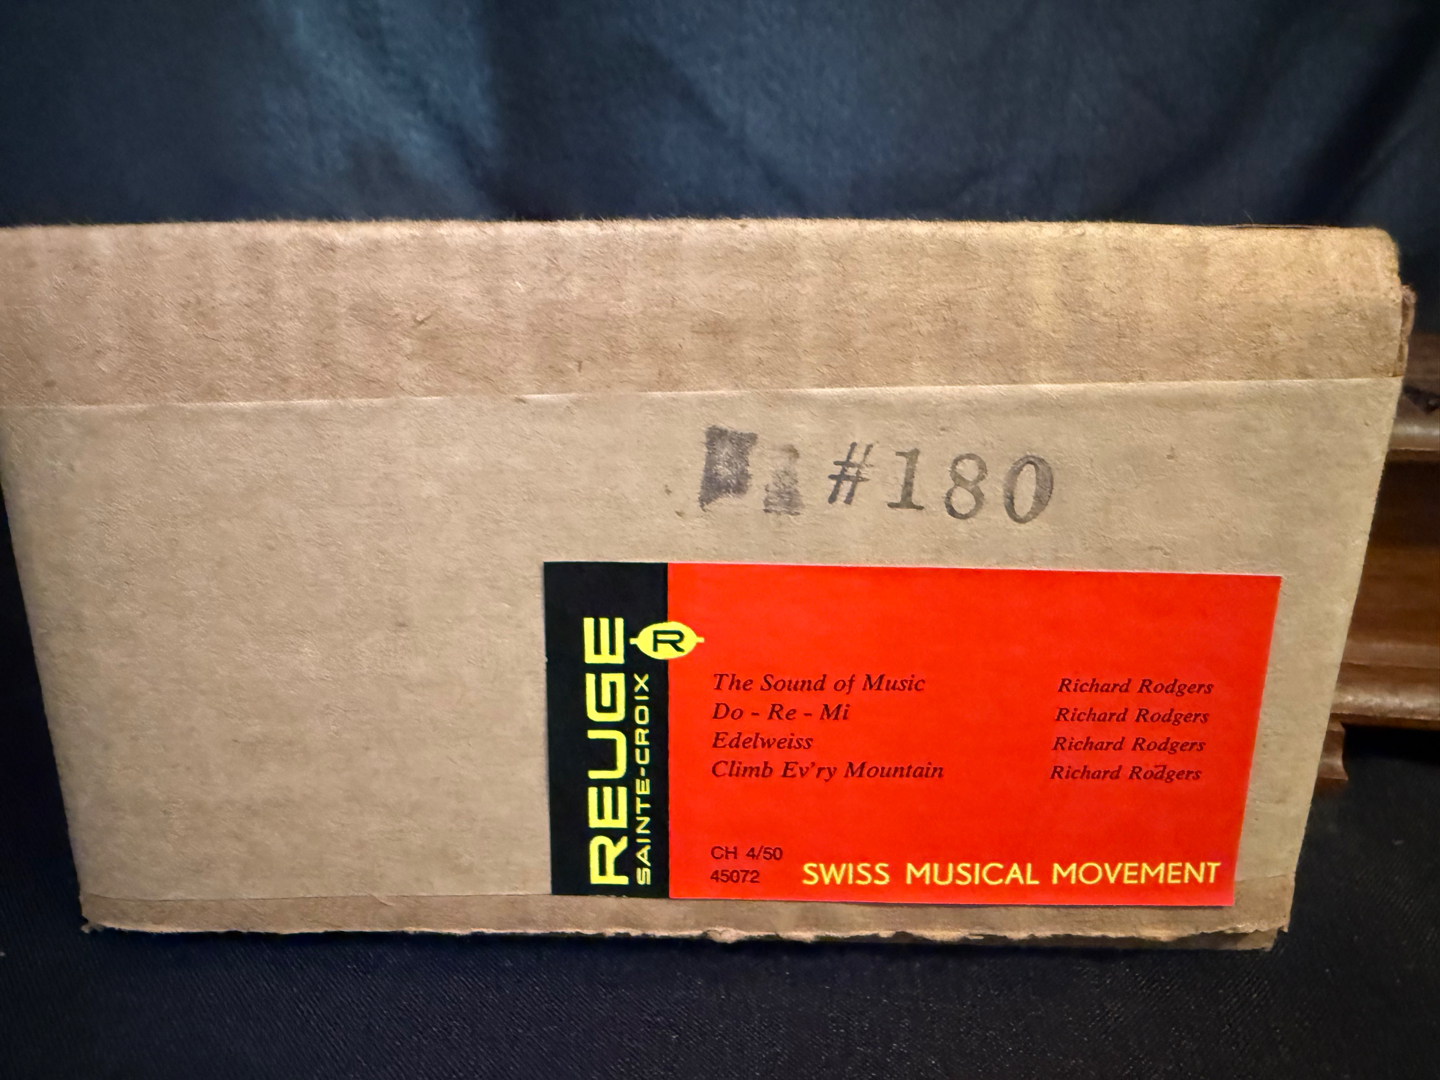 #180
REUGE
SAINTE-CROIX
R
The Sound of Music Richard Rodgers
Do - Re - Mi Richard Rodgers
Edelweiss Richard Rodgers
Climb Ev'ry Mountain Richard Rodgers
CH 4/50
45072
SWISS MUSICAL MOVEMENT